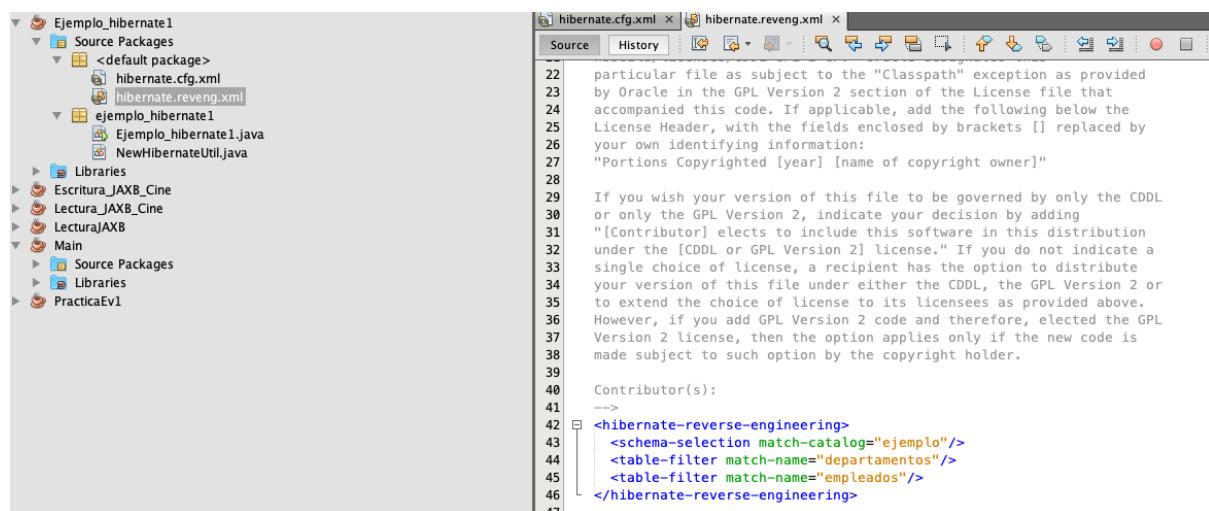 Ejemplo_hibernate1
Source Packages
<default package>
hibernate.cfg.xml
hibernate.reveng.xml
ejemplo_hibernate1
Ejemplo_hibernate1.java
NewHibernateUtil.java
Libraries
Escritura_JAXB_Cine
Lectura_JAXB_Cine
LecturaJAXB
Main
Source Packages
Libraries
PracticaEv1
hibernate.cfg.xml × hibernate.reveng.xml ×
Source History
22 particular file as subject to the "Classpath" exception as provided
23 by Oracle in the GPL Version 2 section of the License file that
24 accompanied this code. If applicable, add the following below the
25 License Header, with the fields enclosed by brackets [] replaced by
26 your own identifying information:
27 "Portions Copyrighted [year] [name of copyright owner]"
28
29 If you wish your version of this file to be governed by only the CDDL
30 or only the GPL Version 2, indicate your decision by adding
31 "[Contributor] elects to include this software in this distribution
32 under the [CDDL or GPL Version 2] license." If you do not indicate a
33 single choice of license, a recipient has the option to distribute
34 your version of this file under either the CDDL, the GPL Version 2 or
35 to extend the choice of license to its licensees as provided above.
36 However, if you add GPL Version 2 code and therefore, elected the GPL
37 Version 2 license, then the option applies only if the new code is
38 made subject to such option by the copyright holder.
39
40 Contributor(s):
41 -->
42 <hibernate-reverse-engineering>
43 <schema-selection match-catalog="ejemplo"/>
44 <table-filter match-name="departamentos"/>
45 <table-filter match-name="empleados"/>
46 </hibernate-reverse-engineering>